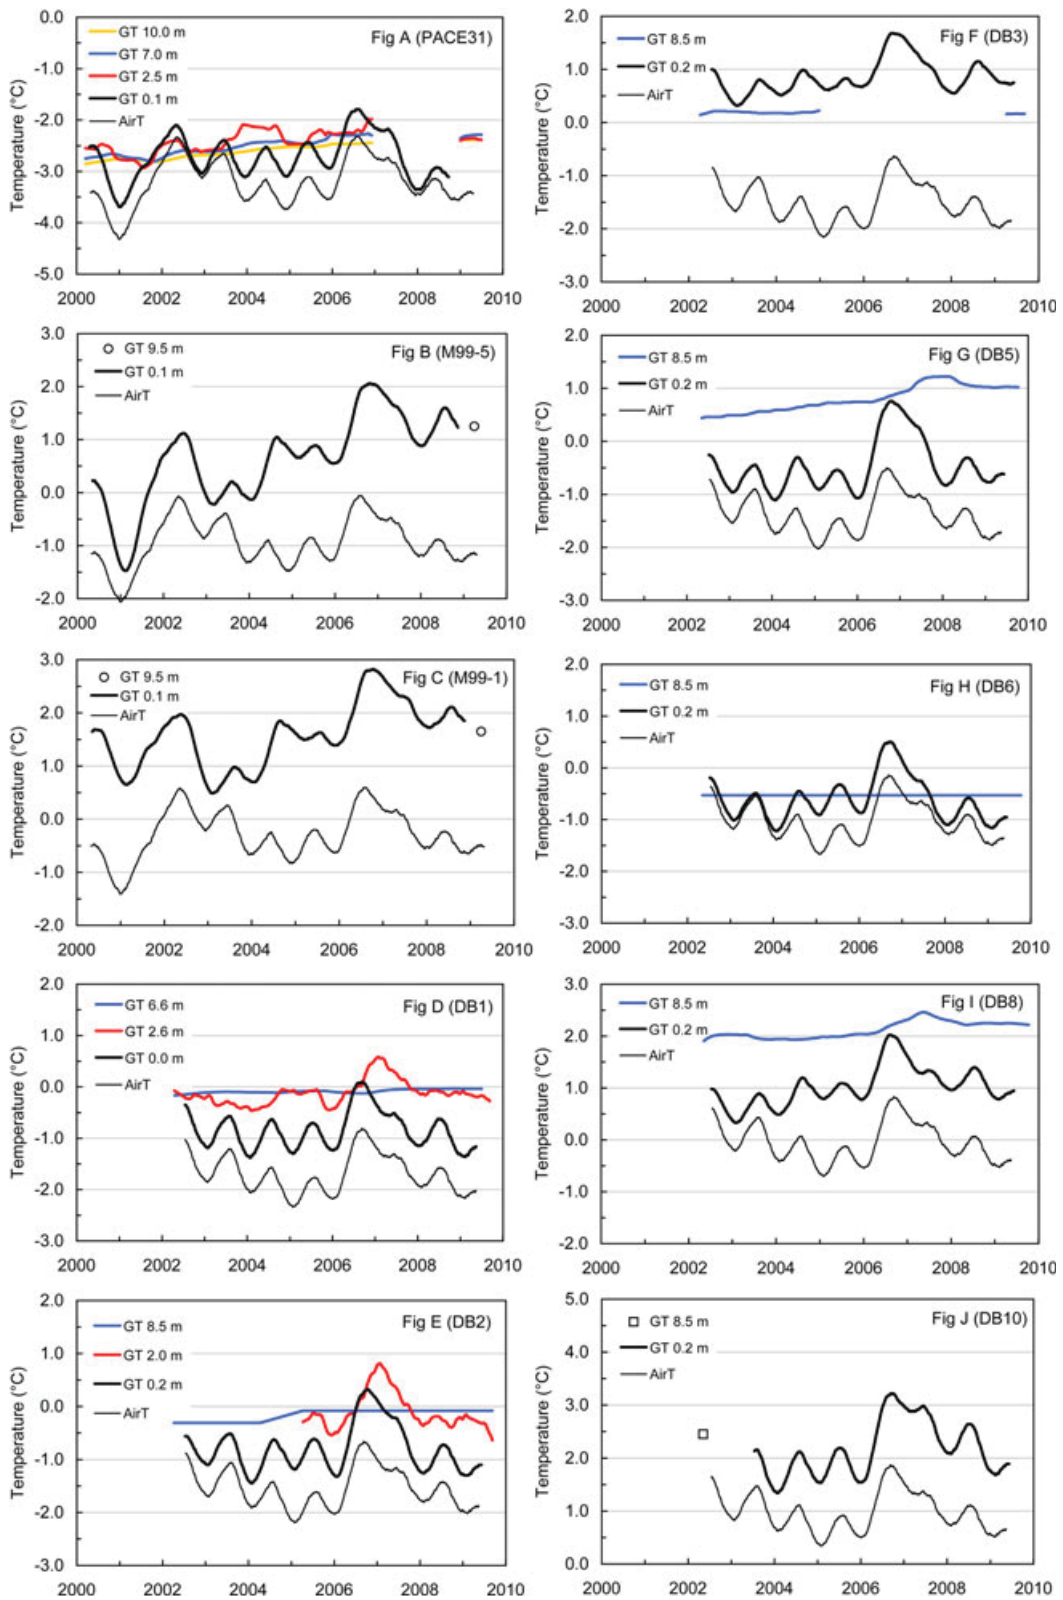 Fig A (PACE31)
GT 10.0 m
GT 7.0 m
GT 2.5 m
GT 0.1 m
AirT
Temperature (°C)
0.0
-1.0
-2.0
-3.0
-4.0
-5.0
2000 2002 2004 2006 2008 2010
Fig B (M99-5)
GT 9.5 m
GT 0.1 m
AirT
Temperature (°C)
3.0
2.0
1.0
0.0
-1.0
-2.0
2000 2002 2004 2006 2008 2010
Fig C (M99-1)
GT 9.5 m
GT 0.1 m
AirT
Temperature (°C)
3.0
2.0
1.0
0.0
-1.0
-2.0
2000 2002 2004 2006 2008 2010
Fig D (DB1)
GT 6.6 m
GT 2.6 m
GT 0.0 m
AirT
Temperature (°C)
2.0
1.0
0.0
-1.0
-2.0
-3.0
2000 2002 2004 2006 2008 2010
Fig E (DB2)
GT 8.5 m
GT 2.0 m
GT 0.2 m
AirT
Temperature (°C)
2.0
1.0
0.0
-1.0
-2.0
-3.0
2000 2002 2004 2006 2008 2010
Fig F (DB3)
GT 8.5 m
GT 0.2 m
AirT
Temperature (°C)
2.0
1.0
0.0
-1.0
-2.0
-3.0
2000 2002 2004 2006 2008 2010
Fig G (DB5)
GT 8.5 m
GT 0.2 m
AirT
Temperature (°C)
2.0
1.0
0.0
-1.0
-2.0
-3.0
2000 2002 2004 2006 2008 2010
Fig H (DB6)
GT 8.5 m
GT 0.2 m
AirT
Temperature (°C)
2.0
1.0
0.0
-1.0
-2.0
-3.0
2000 2002 2004 2006 2008 2010
Fig I (DB8)
GT 8.5 m
GT 0.2 m
AirT
Temperature (°C)
3.0
2.0
1.0
0.0
-1.0
-2.0
2000 2002 2004 2006 2008 2010
Fig J (DB10)
GT 8.5 m
GT 0.2 m
AirT
Temperature (°C)
5.0
4.0
3.0
2.0
1.0
0.0
2000 2002 2004 2006 2008 2010